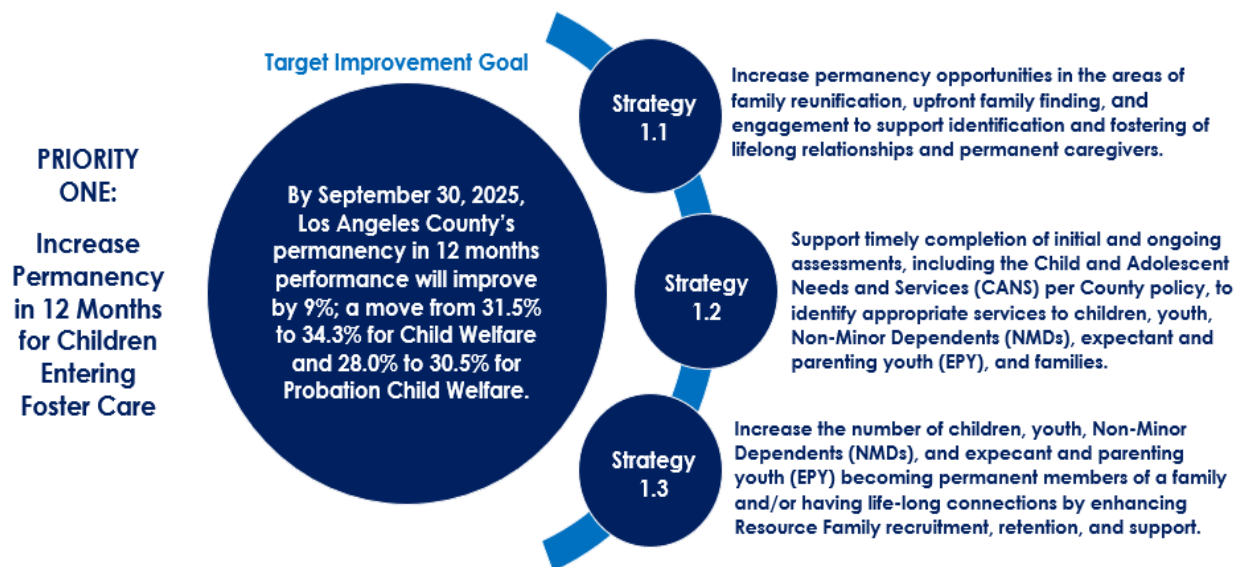 PRIORITY
ONE:
Increase
Permanency
in 12 Months
for Children
Entering
Foster Care
Target Improvement Goal
By September 30, 2025,
Los Angeles County's
permanency in 12 months
performance will improve
by 9%; a move from 31.5%
to 34.3% for Child Welfare
and 28.0% to 30.5% for
Probation Child Welfare.
Strategy
1.1
Increase permanency opportunities in the areas of
family reunification, upfront family finding, and
engagement to support identification and fostering of
lifelong relationships and permanent caregivers.
Strategy
1.2
Support timely completion of initial and ongoing
assessments, including the Child and Adolescent
Needs and Services (CANS) per County policy, to
identify appropriate services to children, youth,
Non-Minor Dependents (NMDs), expectant and
parenting youth (EPY), and families.
Strategy
1.3
Increase the number of children, youth, Non-Minor
Dependents (NMDs), and expecant and parenting
youth (EPY) becoming permanent members of a family
and/or having life-long connections by enhancing
Resource Family recruitment, retention, and support.